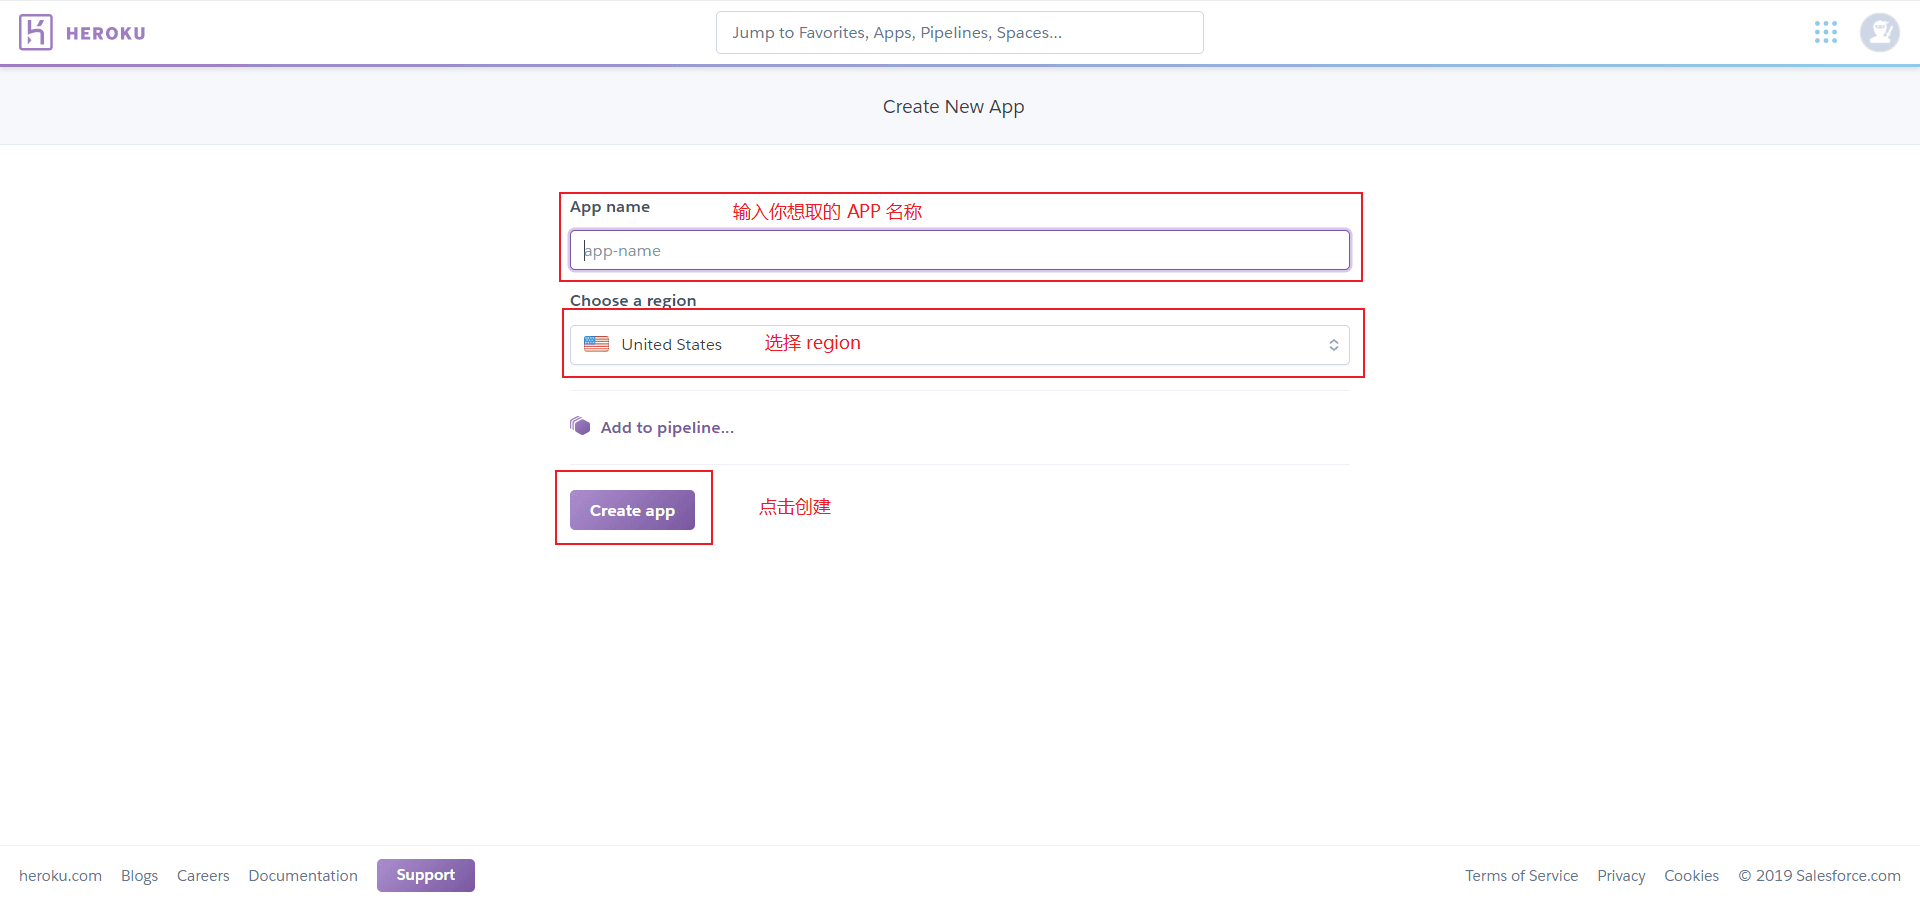 HEROKU
Jump to Favorites, Apps, Pipelines, Spaces...
Create New App
App name
输入你想取的 APP 名称
app-name
Choose a region
United States
选择 region
Add to pipeline...
Create app
点击创建
heroku.com Blogs Careers Documentation Support Terms of Service Privacy Cookies © 2019 Salesforce.com